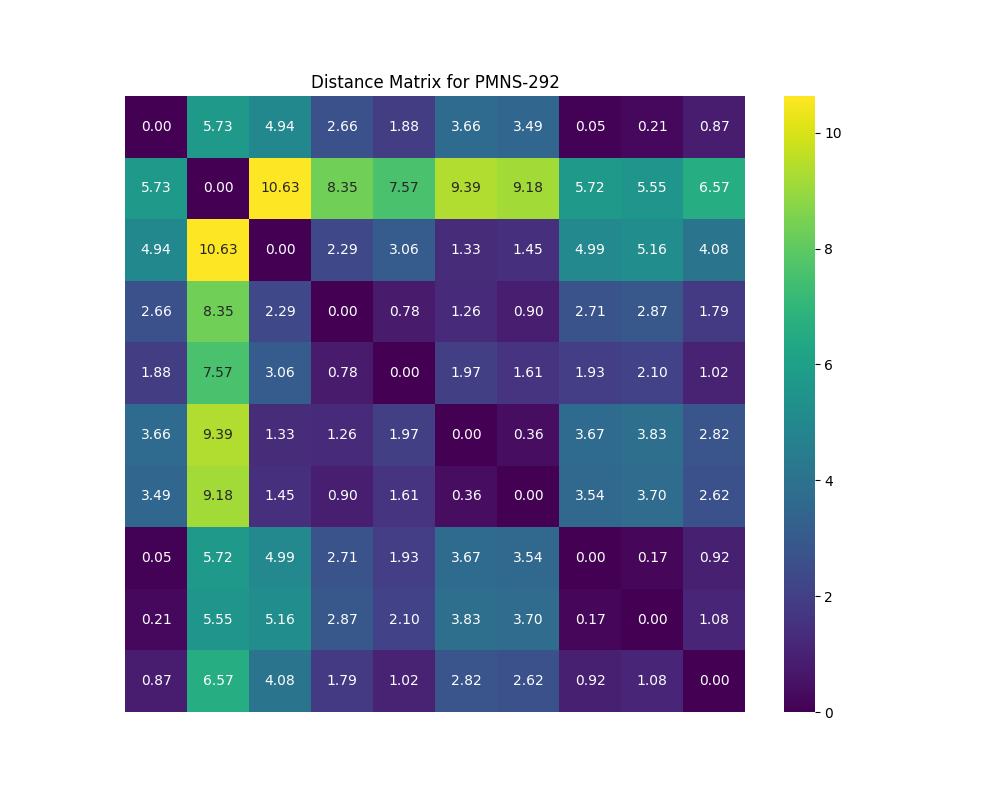 Distance Matrix for PMNS-292
0.00 5.73 4.94 2.66 1.88 3.66 3.49 0.05 0.21 0.87
5.73 0.00 10.63 8.35 7.57 9.39 9.18 5.72 5.55 6.57
4.94 10.63 0.00 2.29 3.06 1.33 1.45 4.99 5.16 4.08
2.66 8.35 2.29 0.00 0.78 1.26 0.90 2.71 2.87 1.79
1.88 7.57 3.06 0.78 0.00 1.97 1.61 1.93 2.10 1.02
3.66 9.39 1.33 1.26 1.97 0.00 0.36 3.67 3.83 2.82
3.49 9.18 1.45 0.90 1.61 0.36 0.00 3.54 3.70 2.62
0.05 5.72 4.99 2.71 1.93 3.67 3.54 0.00 0.17 0.92
0.21 5.55 5.16 2.87 2.10 3.83 3.70 0.17 0.00 1.08
0.87 6.57 4.08 1.79 1.02 2.82 2.62 0.92 1.08 0.00
10
8
6
4
2
0